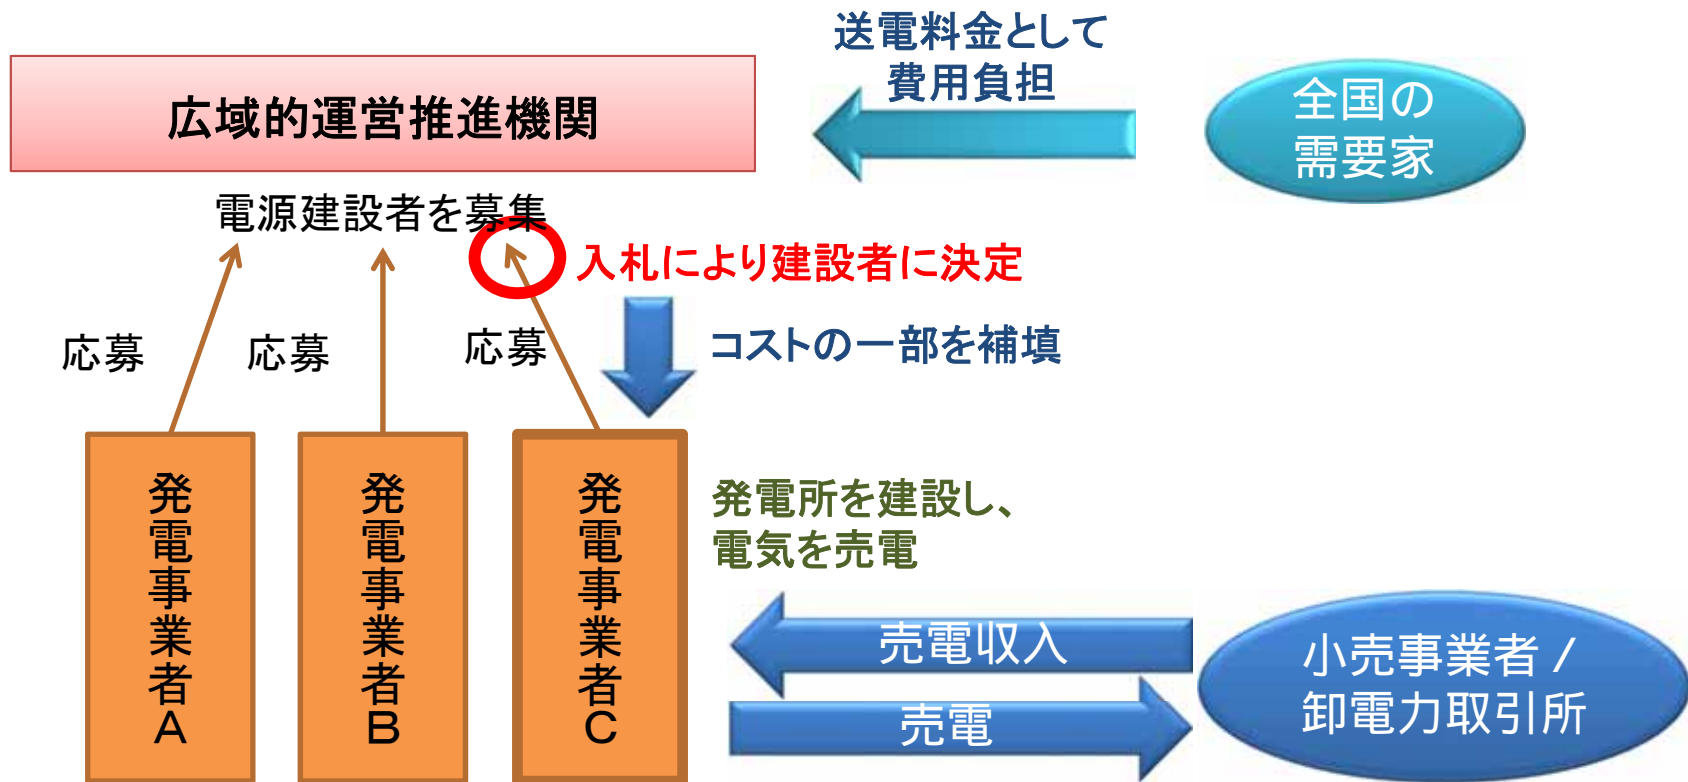 送電料金として
費用負担
広域的運営推進機関
全国の
需要家
電源建設者を募集
入札により建設者に決定
応募
応募
応募
コストの一部を補填
発電事業者A
発電事業者B
発電事業者C
発電所を建設し、
電気を売電
売電収入
売電
小売事業者/
卸電力取引所